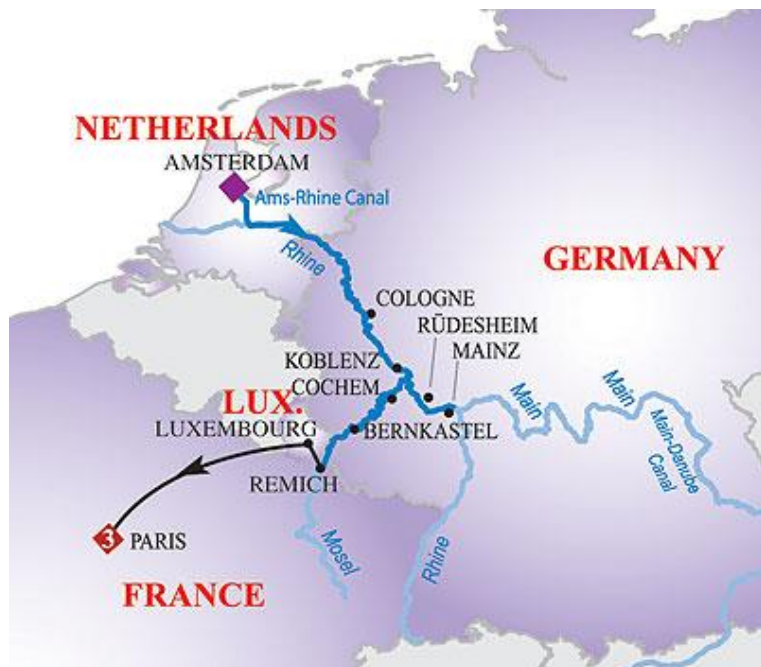 NETHERLANDS
AMSTERDAM
Ams-Rhine Canal
Rhine
GERMANY
COLOGNE
RÜDESHEIM
MAINZ
KOBLENZ
COCHEM
LUX.
LUXEMBOURG
BERNKASTEL
REMICH
Main
Main
Main-Danube
Canal
3
PARIS
Mosel
Rhine
FRANCE